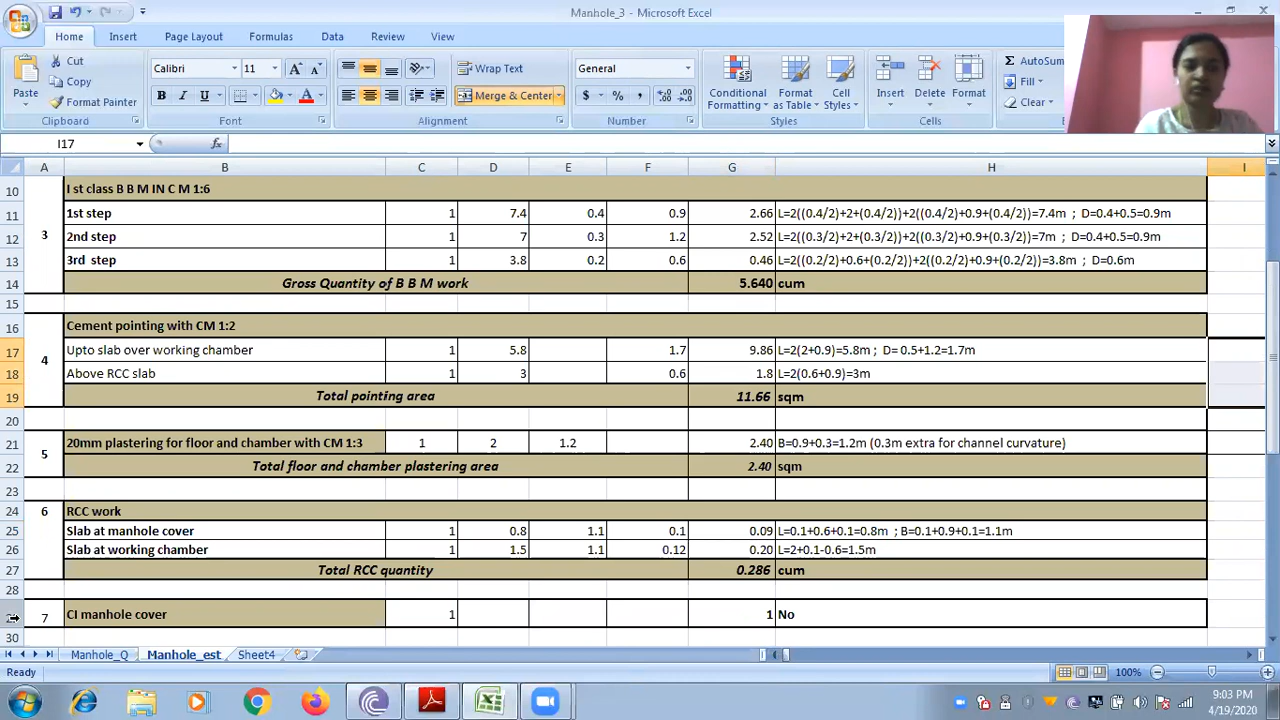 Manhole_3 - Microsoft Excel
Home Insert Page Layout Formulas Data Review View
Cut Calibri 11 Wrap Text General AutoSum
Copy Fill
Paste Format Painter Merge & Center Conditional Formatting Format as Table Cell Styles Insert Delete Format Clear
Clipboard Font Alignment Number Styles Cells
I17
A B C D E F G H I
10 I st class B B M IN C M 1:6
11 1st step 1 7.4 0.4 0.9 2.66 L=2((0.4/2)+2+(0.4/2))+2((0.4/2)+0.9+(0.4/2))=7.4m ; D=0.4+0.5=0.9m
12 3 2nd step 1 7 0.3 1.2 2.52 L=2((0.3/2)+2+(0.3/2))+2((0.3/2)+0.9+(0.3/2))=7m ; D=0.4+0.5=0.9m
13 3rd step 1 3.8 0.2 0.6 0.46 L=2((0.2/2)+0.6+(0.2/2))+2((0.2/2)+0.9+(0.2/2))=3.8m ; D=0.6m
14 Gross Quantity of B B M work 5.640 cum
15
16 Cement pointing with CM 1:2
17 4 Upto slab over working chamber 1 5.8 1.7 9.86 L=2(2+0.9)=5.8m ; D= 0.5+1.2=1.7m
18 Above RCC slab 1 3 0.6 1.8 L=2(0.6+0.9)=3m
19 Total pointing area 11.66 sqm
20
21 5 20mm plastering for floor and chamber with CM 1:3 1 2 1.2 2.40 B=0.9+0.3=1.2m (0.3m extra for channel curvature)
22 Total floor and chamber plastering area 2.40 sqm
23
24 6 RCC work
25 Slab at manhole cover 1 0.8 1.1 0.1 0.09 L=0.1+0.6+0.1=0.8m ; B=0.1+0.9+0.1=1.1m
26 Slab at working chamber 1 1.5 1.1 0.12 0.20 L=2+0.1-0.6=1.5m
27 Total RCC quantity 0.286 cum
28
7 CI manhole cover 1 1 No
30
Manhole_Q Manhole_est Sheet4
Ready 100%
9:03 PM
4/19/2020